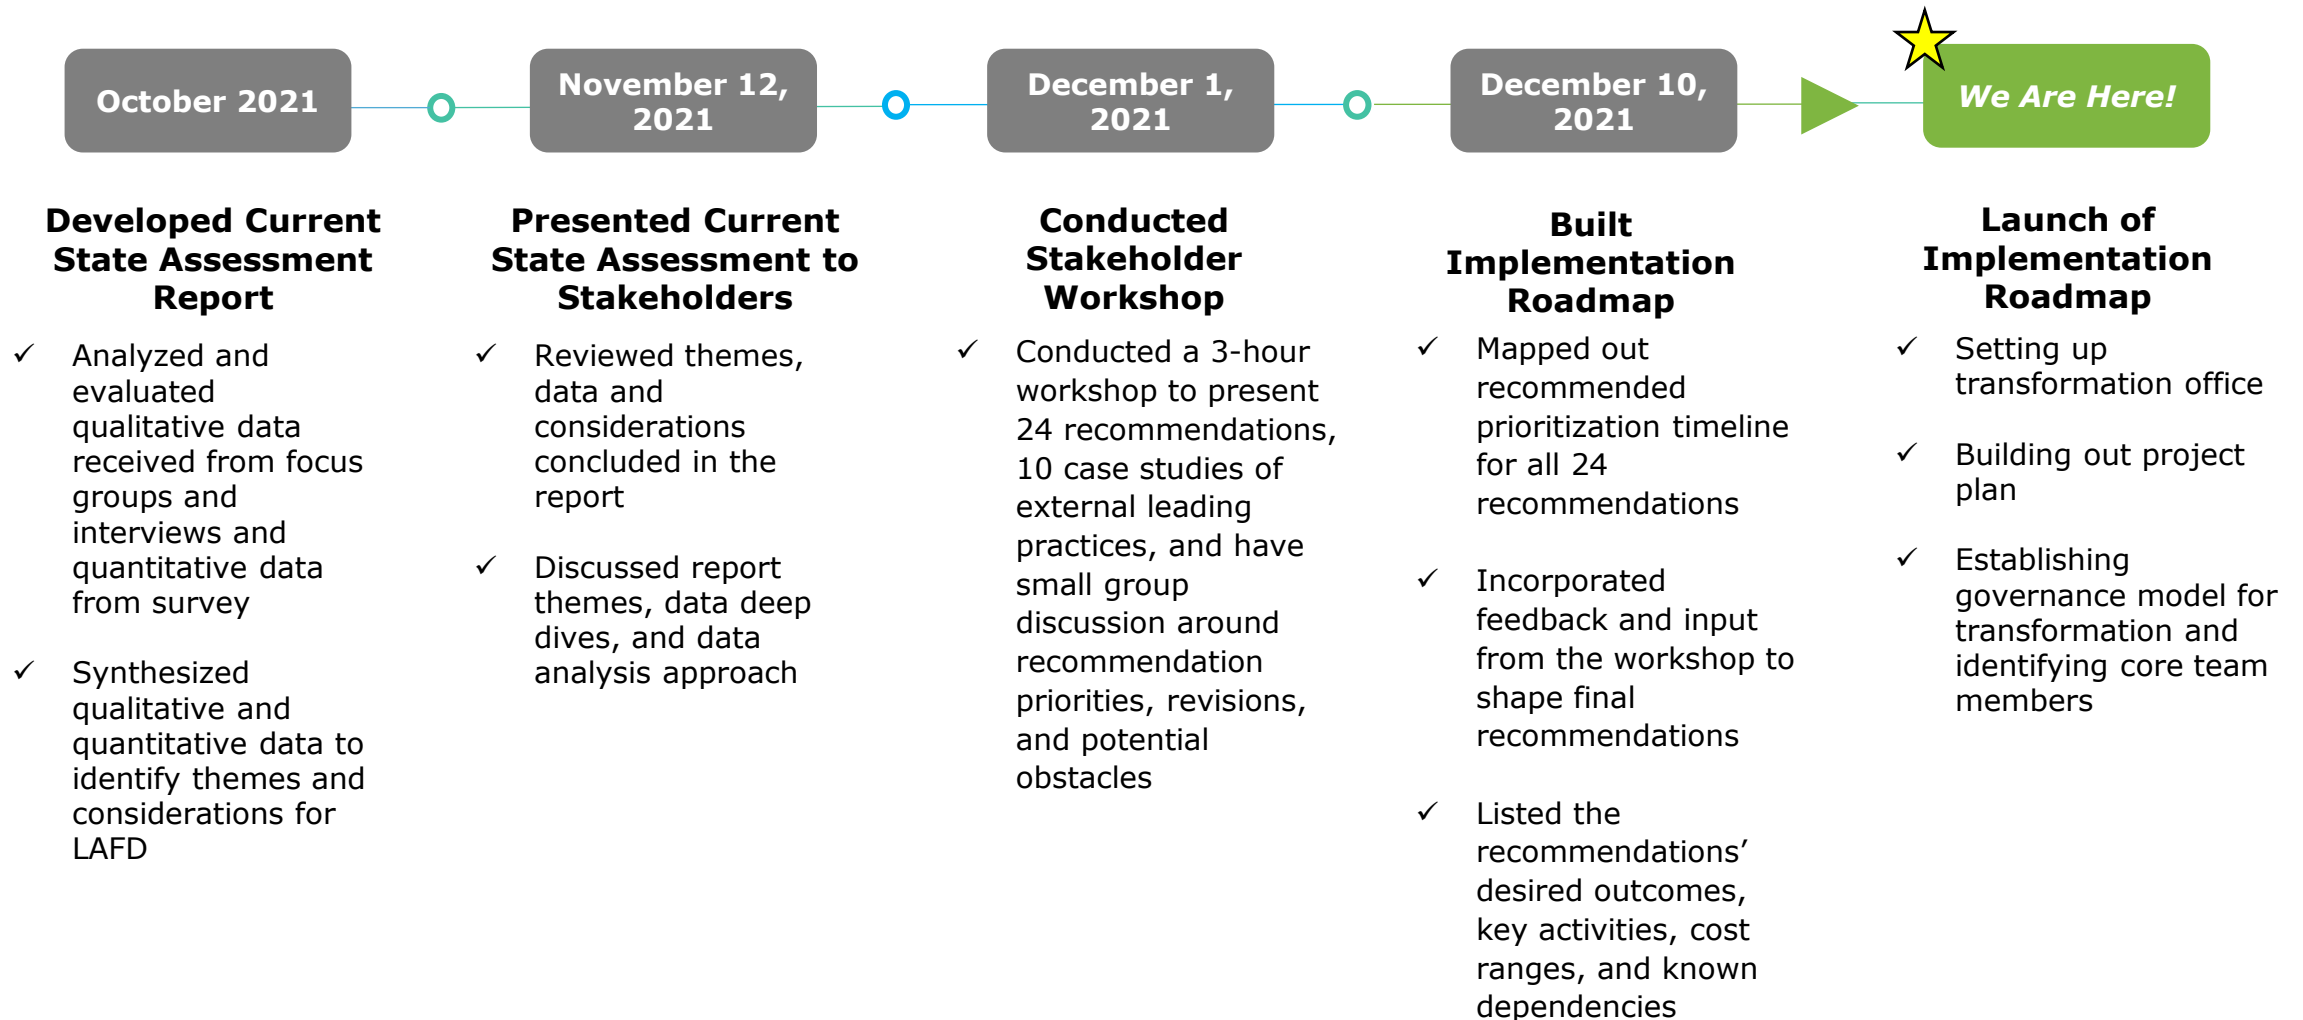 October 2021
November 12,
2021
December 1,
2021
December 10,
2021
We Are Here!
Developed Current
State Assessment
Report
✓ Analyzed and
evaluated
qualitative data
received from focus
groups and
interviews and
quantitative data
from survey
✓ Synthesized
qualitative and
quantitative data to
identify themes and
considerations for
LAFD
Presented Current
State Assessment to
Stakeholders
✓ Reviewed themes,
data and
considerations
concluded in the
report
✓ Discussed report
themes, data deep
dives, and data
analysis approach
Conducted
Stakeholder
Workshop
✓ Conducted a 3-hour
workshop to present
24 recommendations,
10 case studies of
external leading
practices, and have
small group
discussion around
recommendation
priorities, revisions,
and potential
obstacles
Built
Implementation
Roadmap
✓ Mapped out
recommended
prioritization timeline
for all 24
recommendations
✓ Incorporated
feedback and input
from the workshop to
shape final
recommendations
✓ Listed the
recommendations’
desired outcomes,
key activities, cost
ranges, and known
dependencies
Launch of
Implementation
Roadmap
✓ Setting up
transformation office
✓ Building out project
plan
✓ Establishing
governance model for
transformation and
identifying core team
members